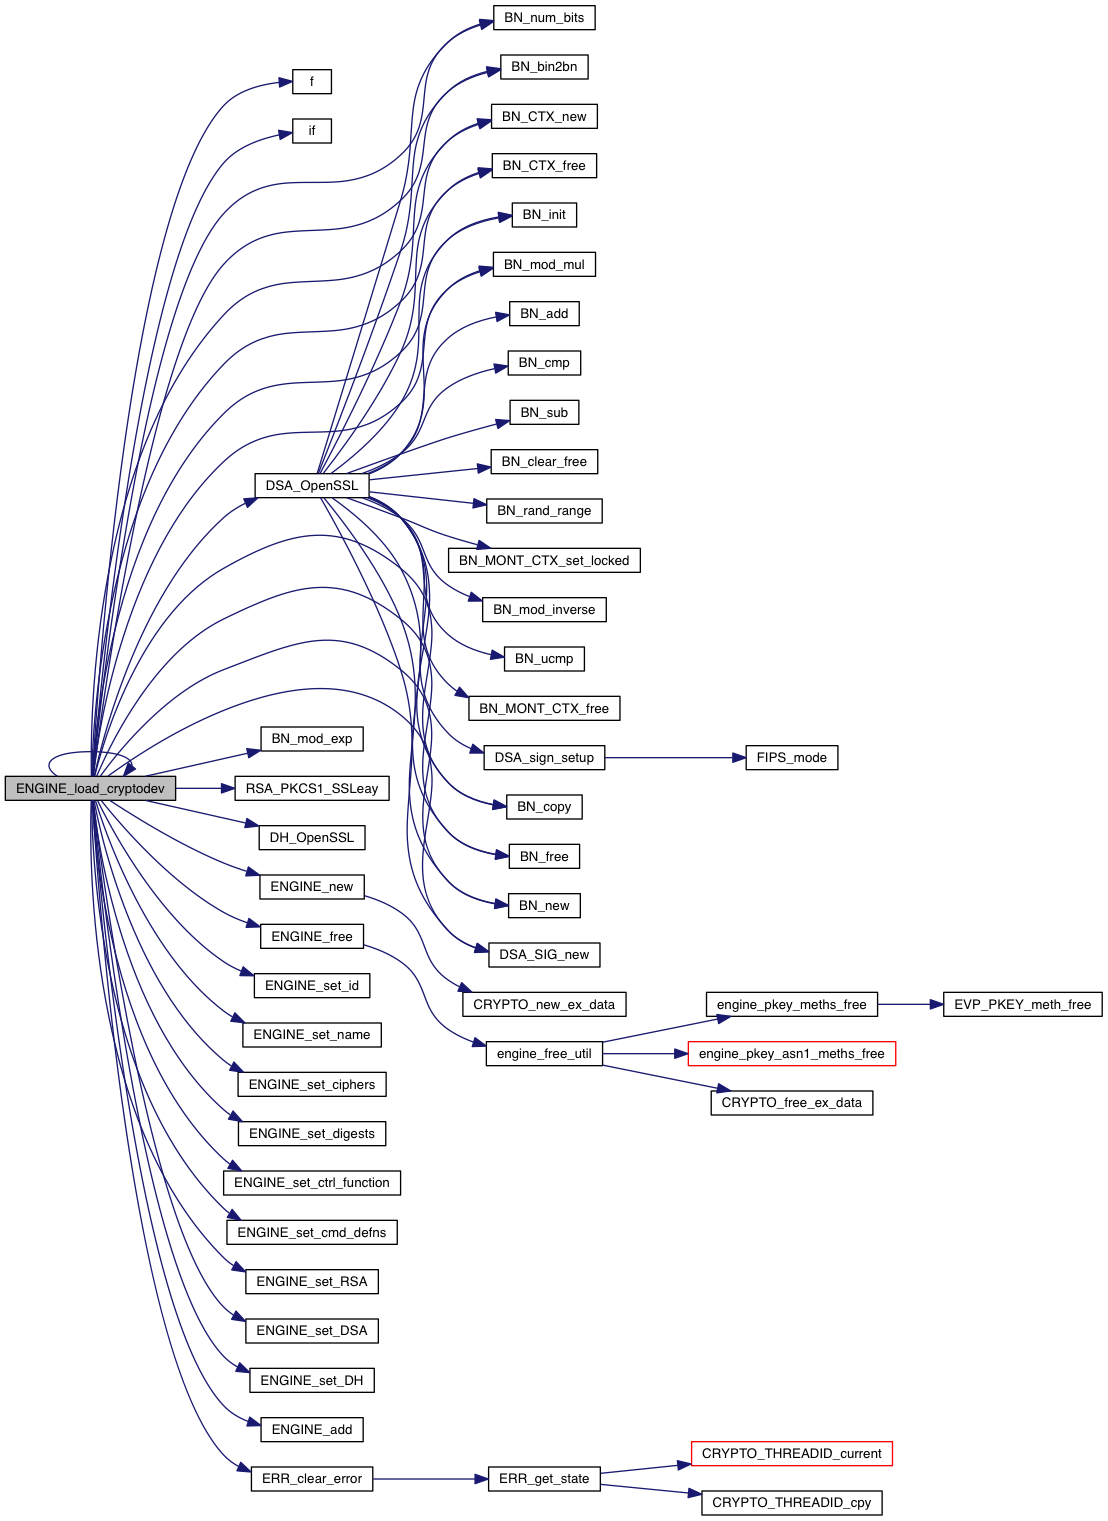 BN_num_bits
BN_bin2bn
f
BN_CTX_new
if
BN_CTX_free
BN_init
BN_mod_mul
BN_add
BN_cmp
BN_sub
BN_clear_free
DSA_OpenSSL
BN_rand_range
BN_MONT_CTX_set_locked
BN_mod_inverse
BN_ucmp
BN_MONT_CTX_free
BN_mod_exp
DSA_sign_setup
FIPS_mode
ENGINE_load_cryptodev
RSA_PKCS1_SSLeay
BN_copy
DH_OpenSSL
BN_free
ENGINE_new
BN_new
ENGINE_free
DSA_SIG_new
ENGINE_set_id
CRYPTO_new_ex_data
engine_pkey_meths_free
EVP_PKEY_meth_free
ENGINE_set_name
engine_free_util
engine_pkey_asn1_meths_free
ENGINE_set_ciphers
CRYPTO_free_ex_data
ENGINE_set_digests
ENGINE_set_ctrl_function
ENGINE_set_cmd_defns
ENGINE_set_RSA
ENGINE_set_DSA
ENGINE_set_DH
ENGINE_add
CRYPTO_THREADID_current
ERR_clear_error
ERR_get_state
CRYPTO_THREADID_cpy